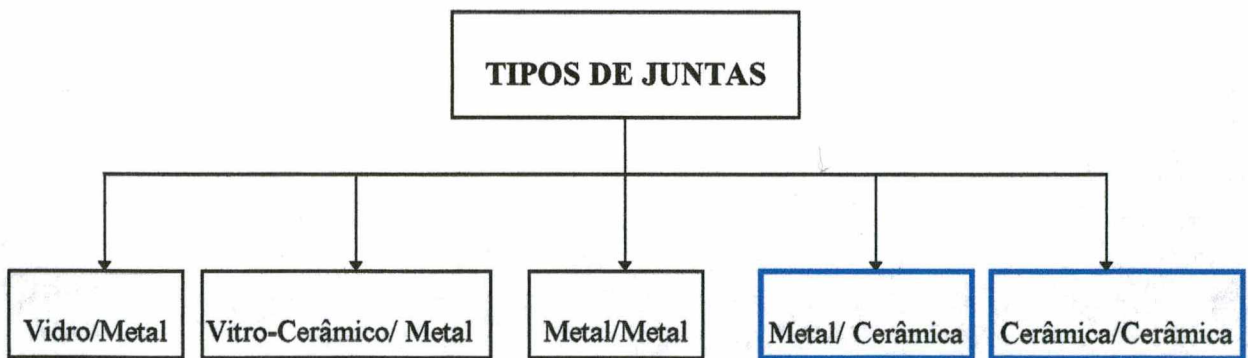 TIPOS DE JUNTAS
Vidro/Metal
Vitro-Cerâmico/ Metal
Metal/Metal
Metal/ Cerâmica
Cerâmica/Cerâmica